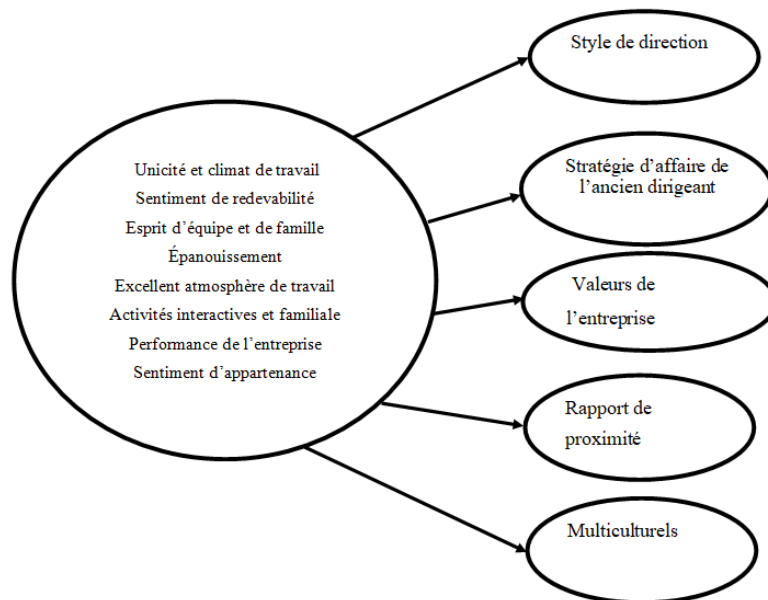 Style de direction
Stratégie d'affaire de
l'ancien dirigeant
Unicité et climat de travail
Sentiment de redevabilité
Esprit d'équipe et de famille
Épanouissement
Excellent atmosphère de travail
Activités interactives et familiale
Performance de l'entreprise
Sentiment d'appartenance
Valeurs de
l'entreprise
Rapport de
proximité
Multiculturels